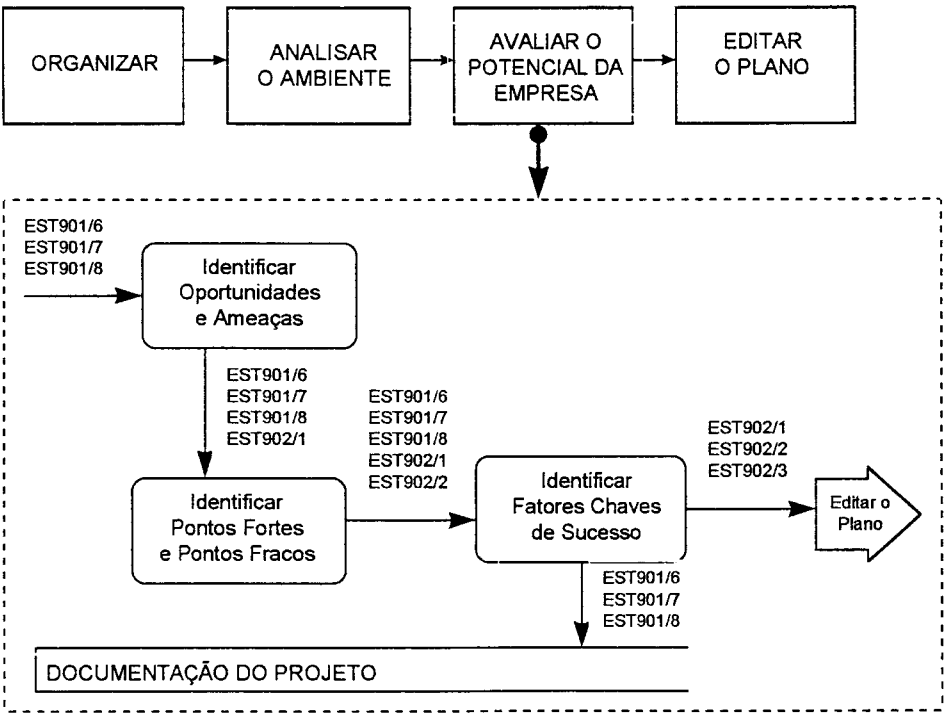 ORGANIZAR
ANALISAR
O AMBIENTE
AVALIAR O
POTENCIAL DA
EMPRESA
EDITAR
O PLANO
EST901/6
EST901/7
EST901/8
Identificar
Oportunidades
e Ameaças
EST901/6
EST901/7
EST901/8
EST902/1
Identificar
Pontos Fortes
e Pontos Fracos
EST901/6
EST901/7
EST901/8
EST902/1
EST902/2
Identificar
Fatores Chaves
de Sucesso
EST902/1
EST902/2
EST902/3
Editar o
Plano
EST901/6
EST901/7
EST901/8
DOCUMENTAÇÃO DO PROJETO